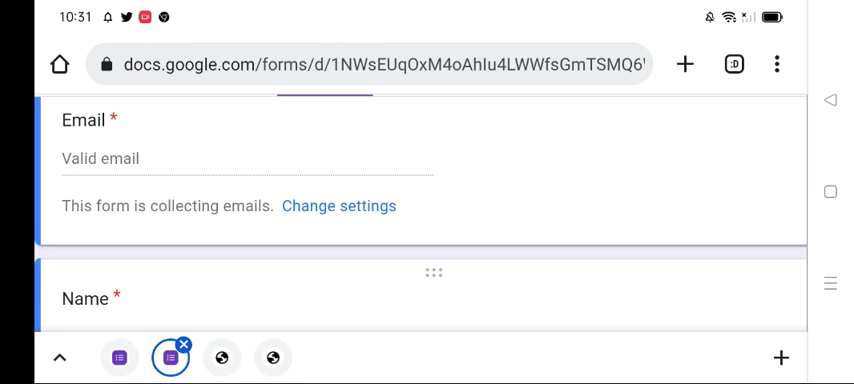 10:31
docs.google.com/forms/d/1NWsEUqOxM4oAhIu4LWWfsGmTSMQ6
:D
Email *
Valid email
This form is collecting emails. Change settings
Name *